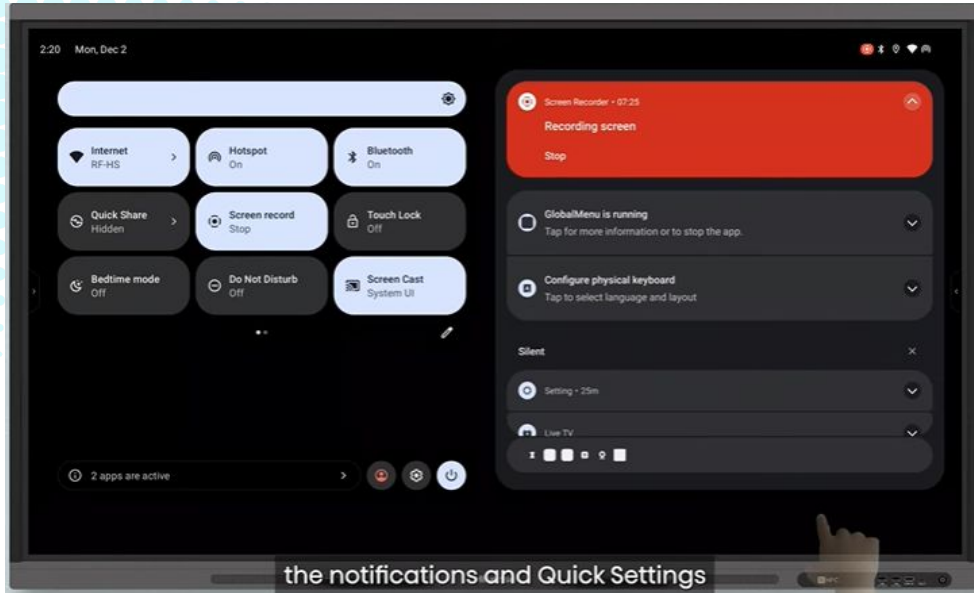 2:20 Mon, Dec 2
Internet
RF-HS
Hotspot
On
Bluetooth
On
Quick Share
Hidden
Screen record
Stop
Touch Lock
Off
Bedtime mode
Off
Do Not Disturb
Off
Screen Cast
System UI
2 apps are active
Screen Recorder • 07:25
Recording screen
Stop
GlobalMenu is running
Tap for more information or to stop the app.
Configure physical keyboard
Tap to select language and layout
Silent
Setting • 25m
Live TV
NFC
the notifications and Quick Settings